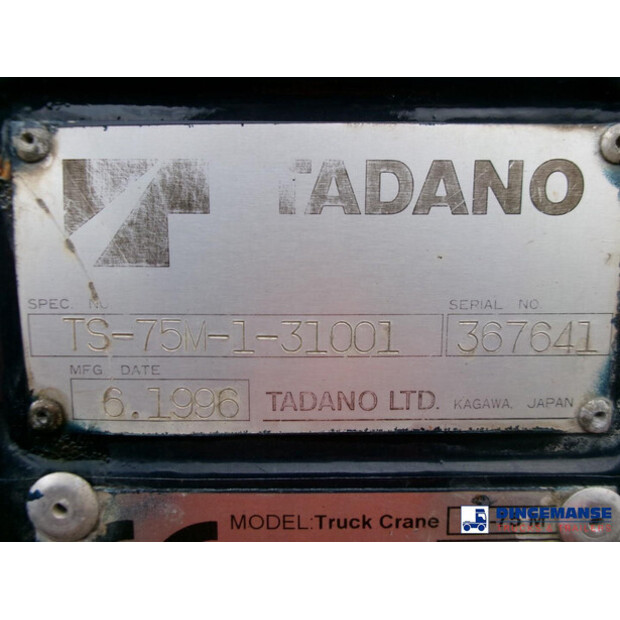 TADANO
SPEC. NO.
SERIAL NO.
TS-75M-1-31001
367641
MFG DATE
6.1996
TADANO LTD. KAGAWA, JAPAN
MODEL:Truck Crane
DINGEMANSE